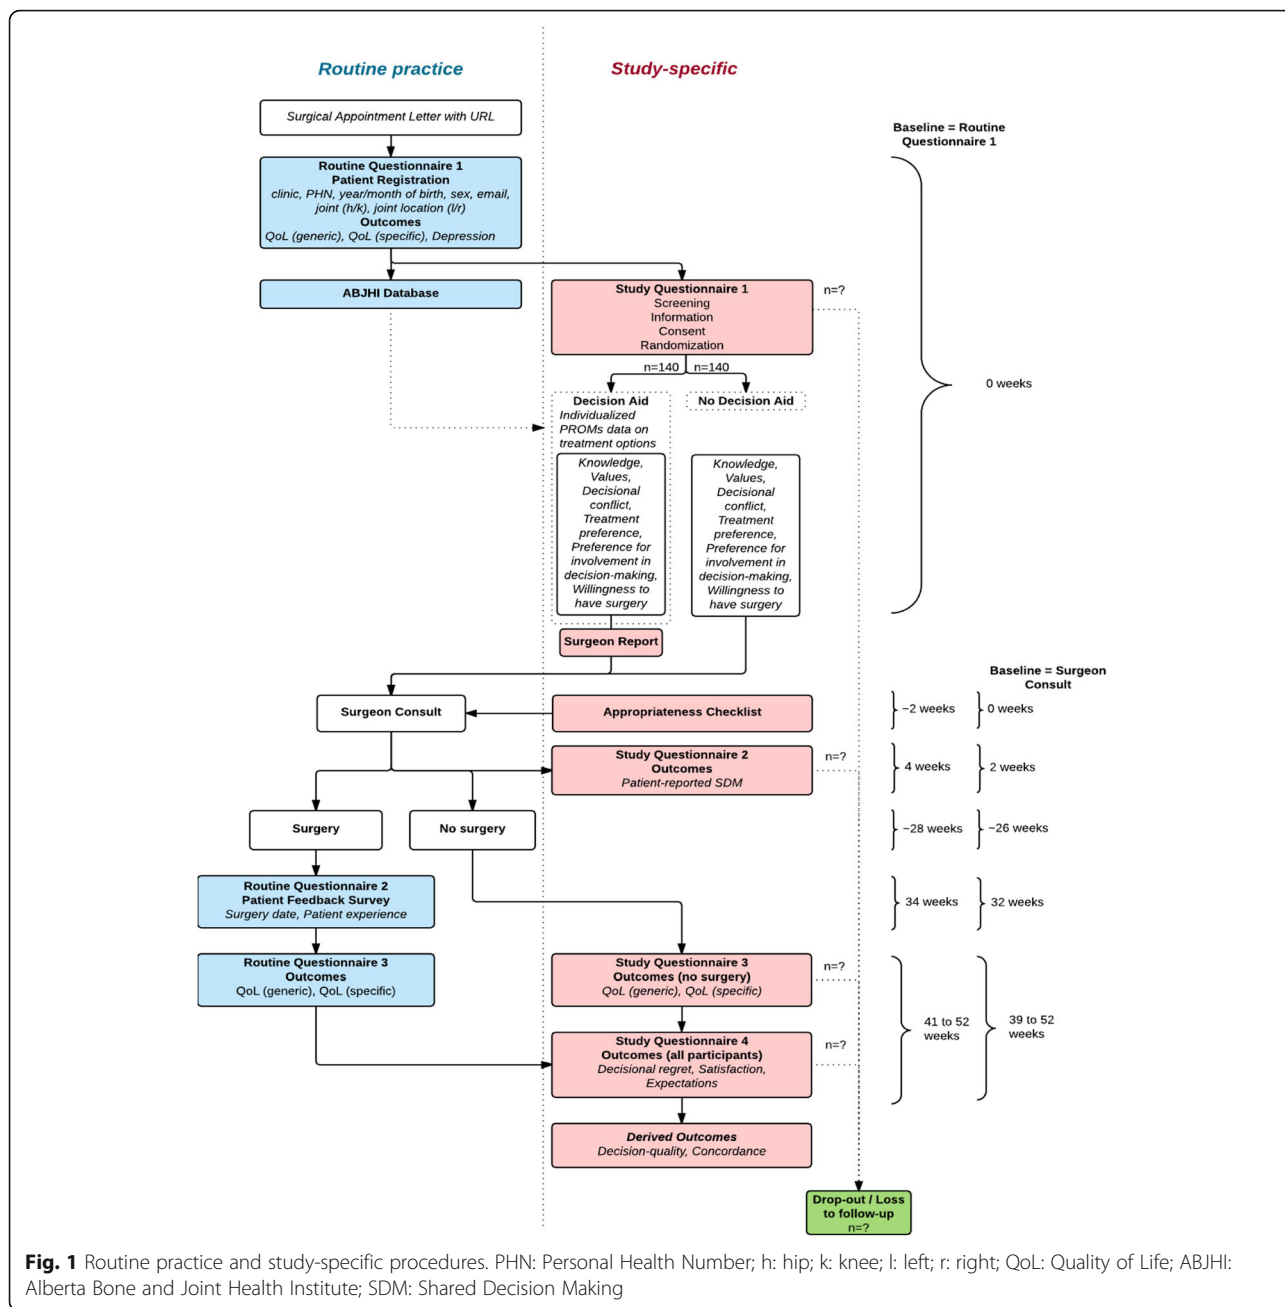 Routine practice
Study-specific
Surgical Appointment Letter with URL
Baseline = Routine
Questionnaire 1
Routine Questionnaire 1
Patient Registration
clinic, PHN, year/month of birth, sex, email,
joint (h/k), joint location (l/r)
Outcomes
QoL (generic), QoL (specific), Depression
ABJHI Database
Study Questionnaire 1
Screening
Information
Consent
Randomization
n=?
n=140
n=140
0 weeks
Decision Aid
Individualized
PROMs data on
treatment options
No Decision Aid
Knowledge,
Values,
Decisional
conflict,
Treatment
preference,
Preference for
involvement in
decision-making,
Willingness to
have surgery
Knowledge,
Values,
Decisional
conflict,
Treatment
preference,
Preference for
involvement in
decision-making,
Willingness to
have surgery
Surgeon Report
Baseline = Surgeon
Consult
Surgeon Consult
Appropriateness Checklist
~2 weeks
0 weeks
Study Questionnaire 2
Outcomes
Patient-reported SDM
n=?
4 weeks
2 weeks
Surgery
No surgery
~28 weeks
~26 weeks
Routine Questionnaire 2
Patient Feedback Survey
Surgery date, Patient experience
34 weeks
32 weeks
Routine Questionnaire 3
Outcomes
QoL (generic), QoL (specific)
Study Questionnaire 3
Outcomes (no surgery)
QoL (generic), QoL (specific)
n=?
41 to 52
weeks
39 to 52
weeks
Study Questionnaire 4
Outcomes (all participants)
Decisional regret, Satisfaction,
Expectations
n=?
Derived Outcomes
Decision-quality, Concordance
Drop-out / Loss
to follow-up
n=?
Fig. 1 Routine practice and study-specific procedures. PHN: Personal Health Number; h: hip; k: knee; l: left; r: right; QoL: Quality of Life; ABJHI:
Alberta Bone and Joint Health Institute; SDM: Shared Decision Making